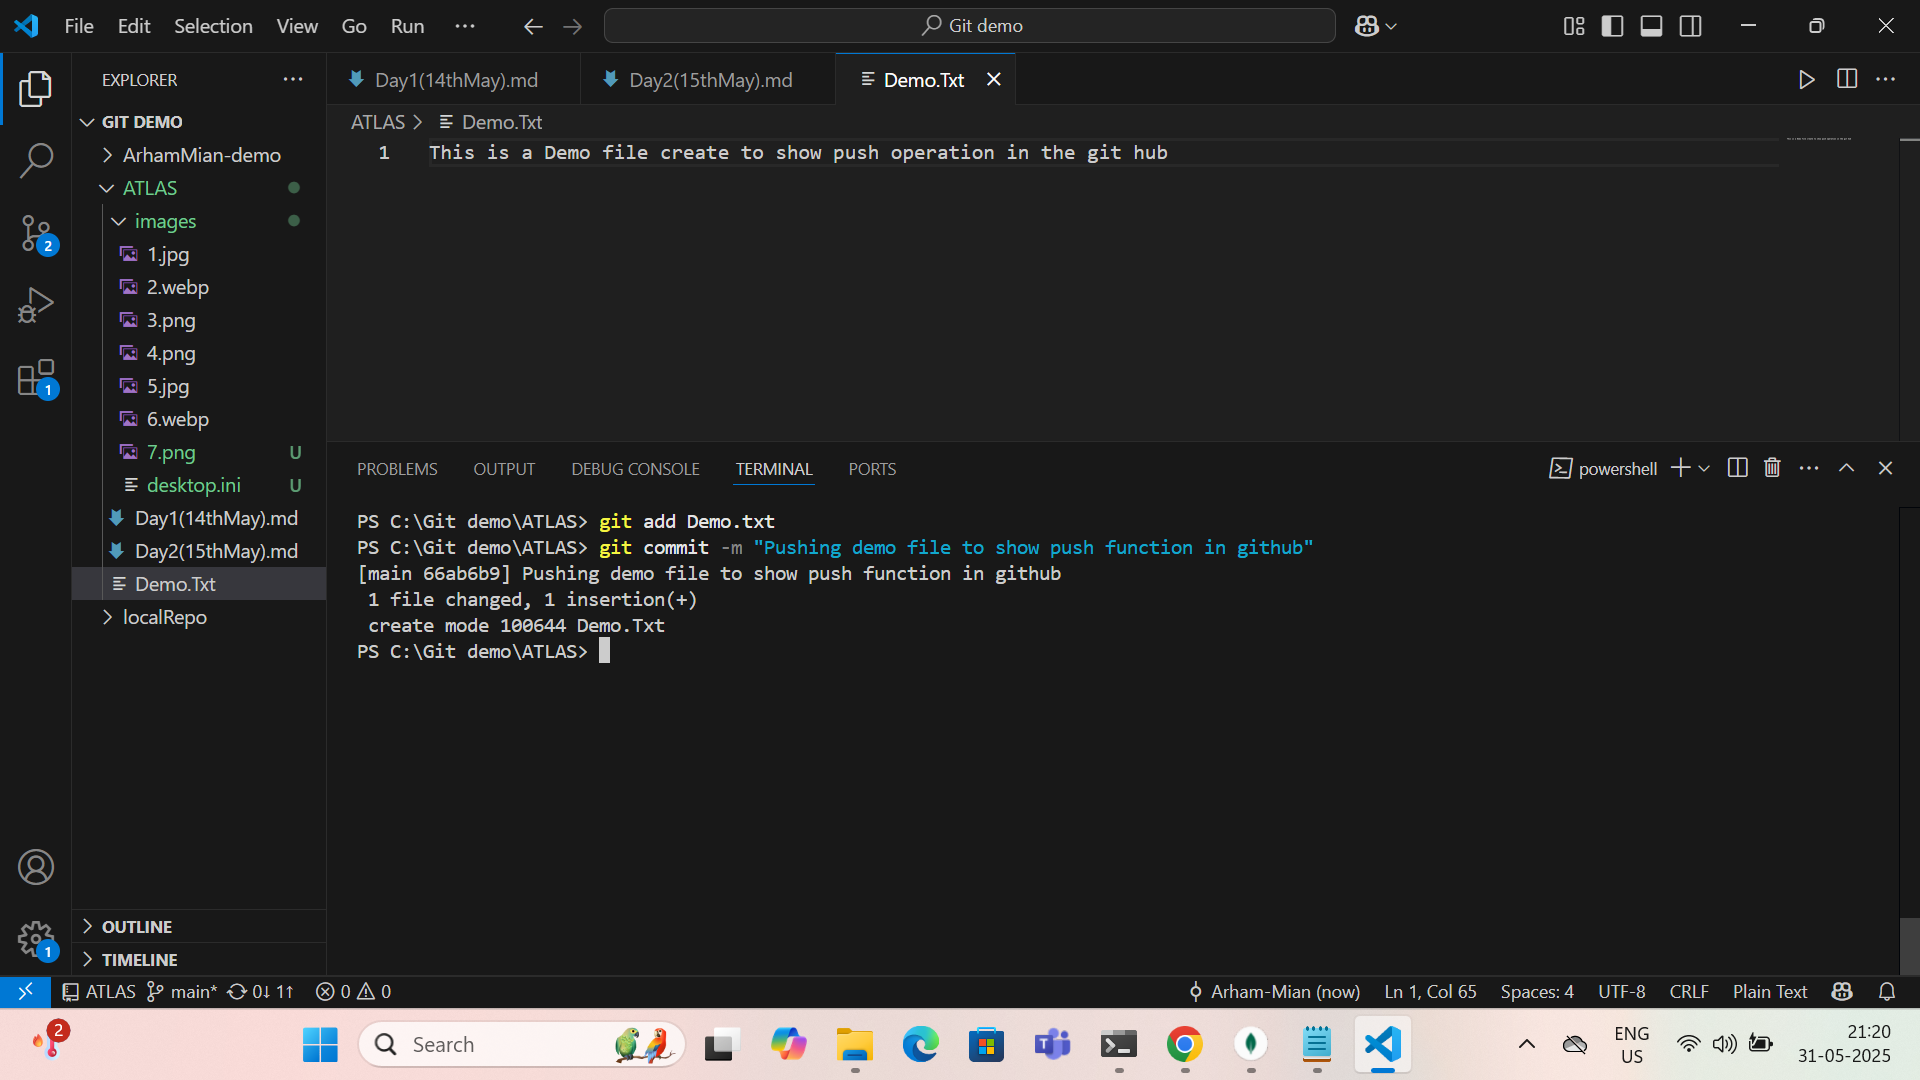 File Edit Selection View Go Run ··· Git demo
EXPLORER ···
GIT DEMO
ArhamMian-demo
ATLAS
images
1.jpg
2.webp
3.png
4.png
5.jpg
6.webp
7.png U
desktop.ini U
Day1(14thMay).md
Day2(15thMay).md
Demo.Txt
localRepo
OUTLINE
TIMELINE
2
1
1
Day1(14thMay).md Day2(15thMay).md Demo.Txt
ATLAS > Demo.Txt
1 This is a Demo file create to show push operation in the git hub
PROBLEMS OUTPUT DEBUG CONSOLE TERMINAL PORTS powershell
PS C:\Git demo\ATLAS> git add Demo.txt
PS C:\Git demo\ATLAS> git commit -m "Pushing demo file to show push function in github"
[main 66ab6b9] Pushing demo file to show push function in github
1 file changed, 1 insertion(+)
create mode 100644 Demo.Txt
PS C:\Git demo\ATLAS>
ATLAS main* 0↓ 1↑ 0 0 Arham-Mian (now) Ln 1, Col 65 Spaces: 4 UTF-8 CRLF Plain Text
2 Search ENG 21:20
US 31-05-2025